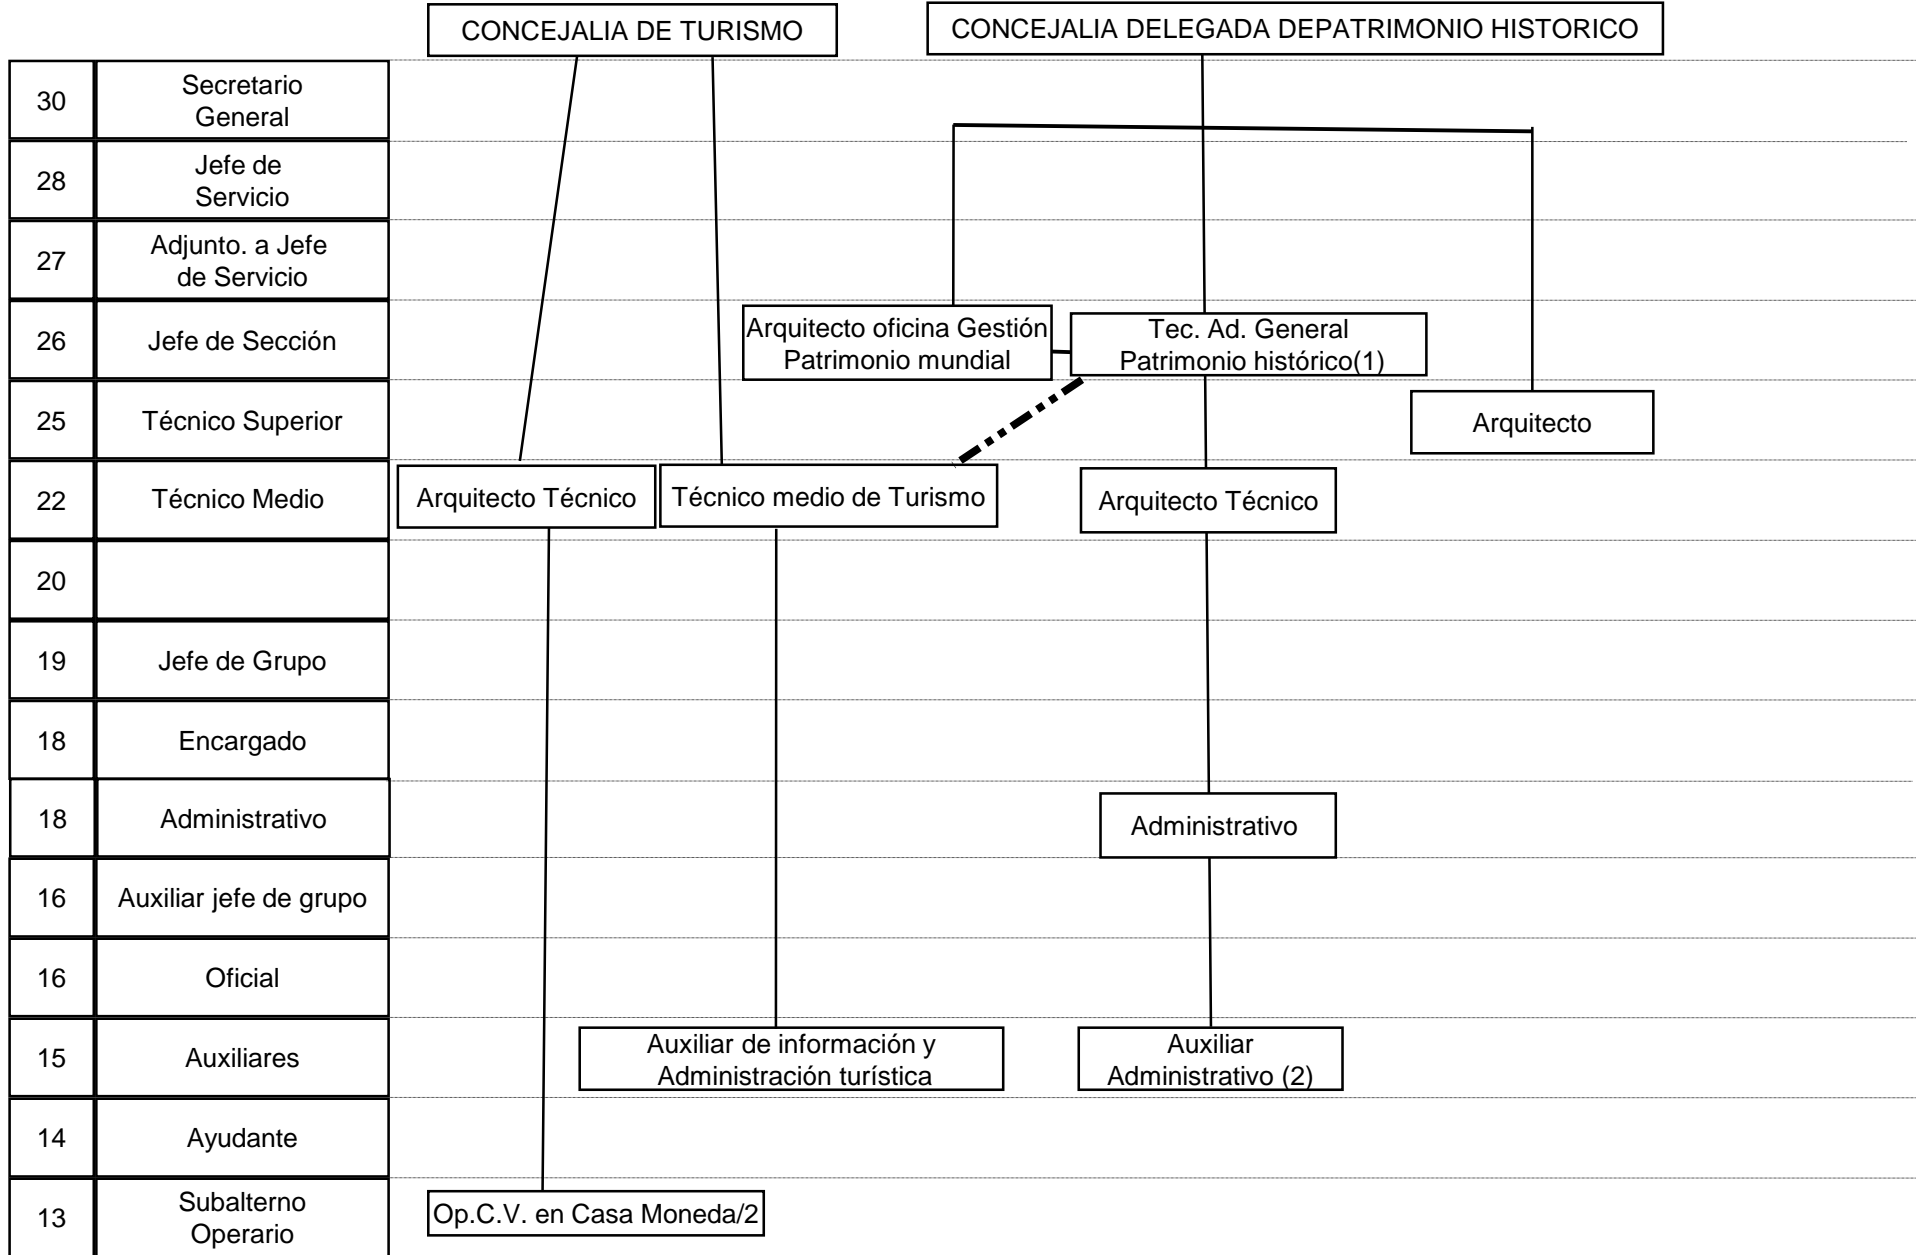 CONCEJALIA DE TURISMO
CONCEJALIA DELEGADA DEPATRIMONIO HISTORICO
30
Secretario
General
28
Jefe de
Servicio
27
Adjunto. a Jefe
de Servicio
26
Jefe de Sección
Arquitecto oficina Gestión
Patrimonio mundial
Tec. Ad. General
Patrimonio histórico(1)
25
Técnico Superior
Arquitecto
22
Técnico Medio
Arquitecto Técnico
Técnico medio de Turismo
Arquitecto Técnico
20
19
Jefe de Grupo
18
Encargado
18
Administrativo
Administrativo
16
Auxiliar jefe de grupo
16
Oficial
15
Auxiliares
Auxiliar de información y
Administración turística
Auxiliar
Administrativo (2)
14
Ayudante
13
Subalterno
Operario
Op.C.V. en Casa Moneda/2